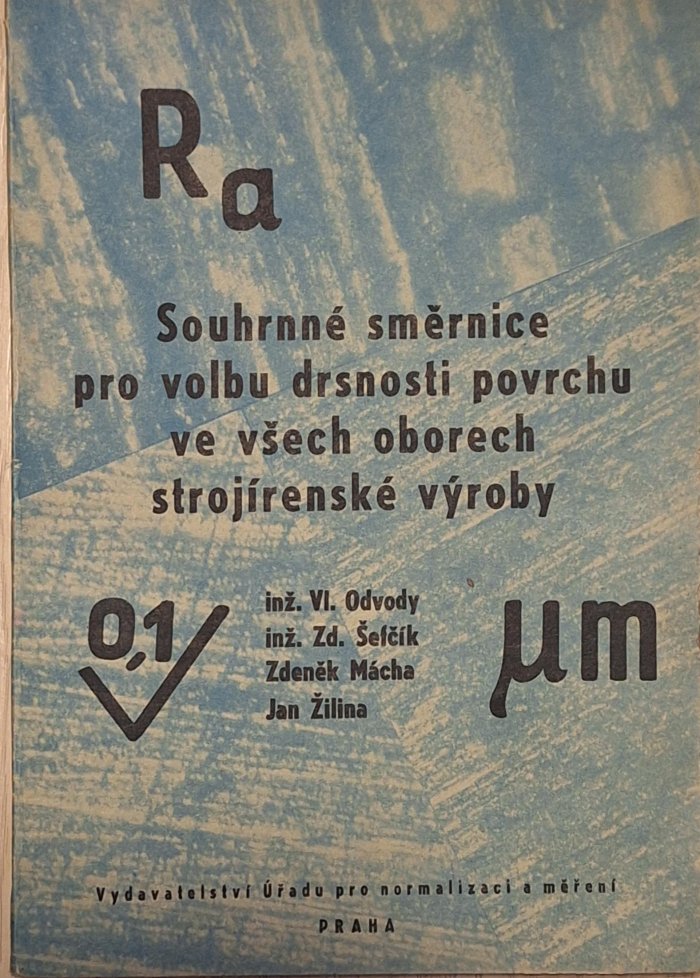 Ra
Souhrnné směrnice
pro volbu drsnosti povrchu
ve všech oborech
strojírenské výroby
0,1
inž. Vl. Odvody
inž. Zd. Šefčík
Zdeněk Mácha
Jan Žilina
µm
Vydavatelství Úřadu pro normalizaci a měření
PRAHA